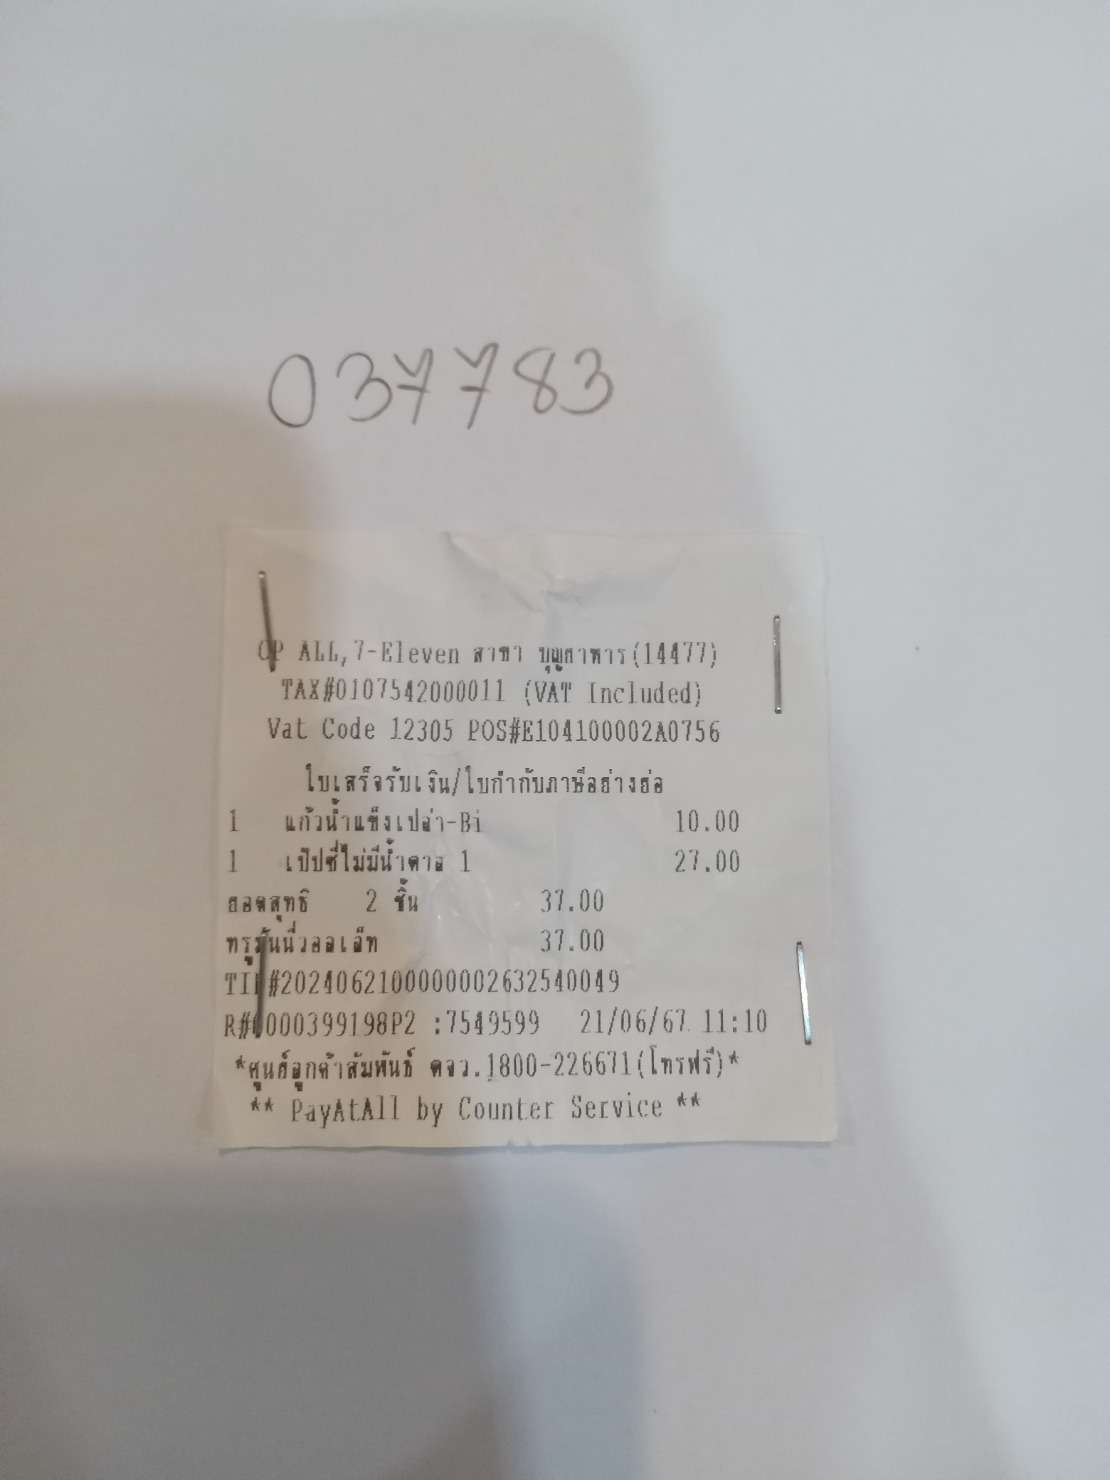 037783
CP ALL,7-Eleven สาขา บุญถาหาร(14477)
TAX#0107542000011 (VAT Included)
Vat Code 12305 POS#E104100002A0756
ใบเสร็จรับเงิน/ใบกำกับภาษีอย่างย่อ
1 แก้วน้ำแข็งเปล่า-Bi 10.00
1 เป๊ปซี่ไม่มีน้ำตาล 1 27.00
ยอดสุทธิ 2 ชิ้น 37.00
ทรูมันนี่วอลเล็ท 37.00
#2024062100000002632540049
R#0000399198P2 :7549599 21/06/67 11:10
*ศูนย์ลูกค้าสัมพันธ์ ตจว.1800-226671(โทรฟรี)*
** PayAtAll by Counter Service **